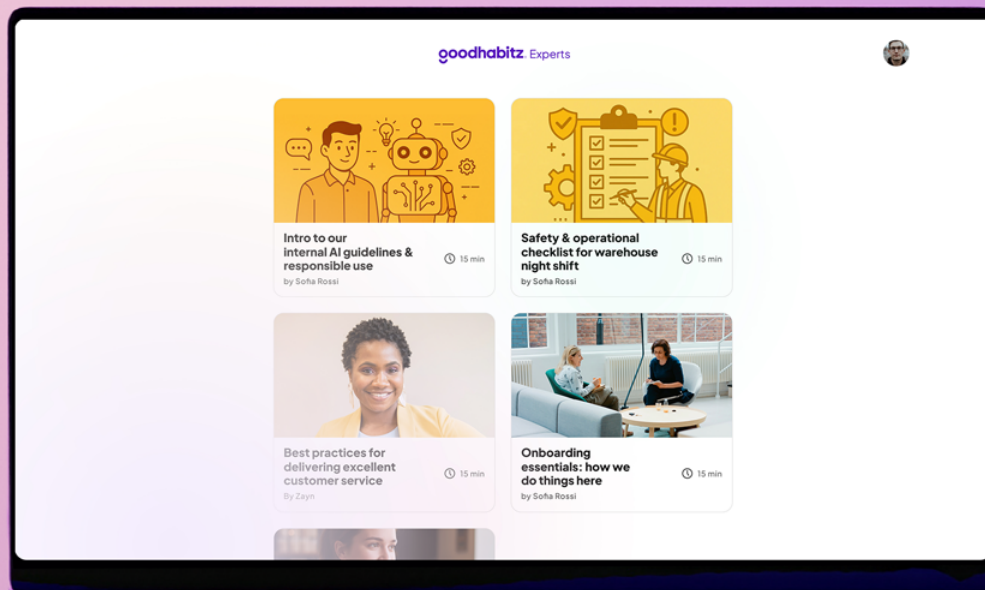 goodhabitz. Experts
Intro to our
internal AI guidelines &
responsible use
15 min
by Sofia Rossi
Safety & operational
checklist for warehouse
night shift
15 min
by Sofia Rossi
Best practices for
delivering excellent
customer service
15 min
By Zayn
Onboarding
essentials: how we
do things here
15 min
by Sofia Rossi